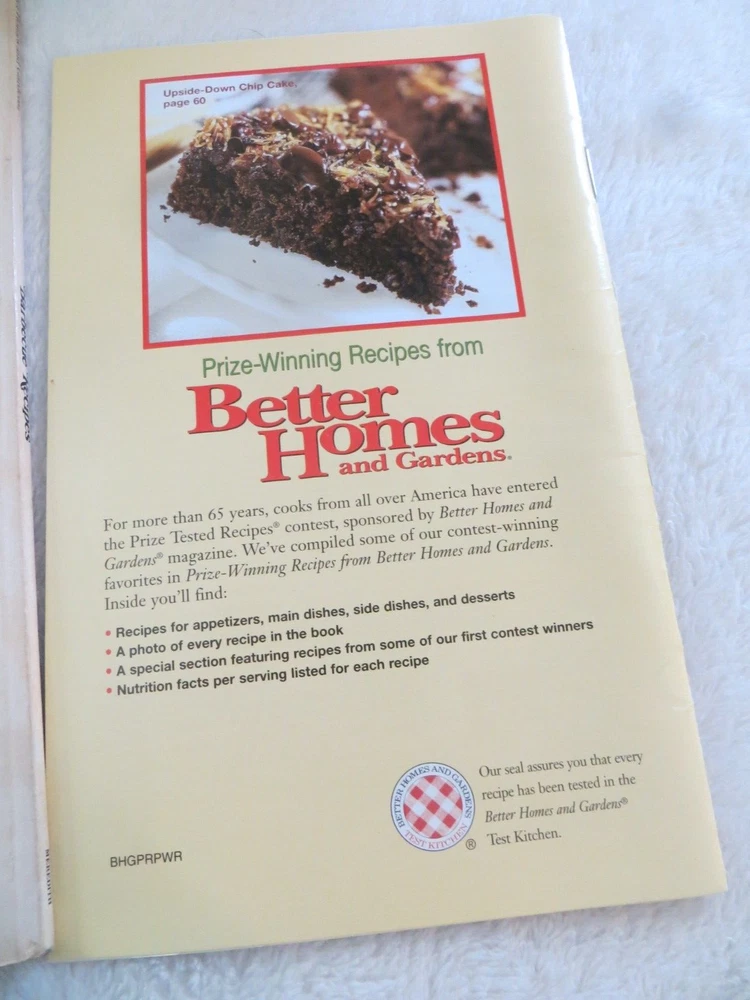 Upside-Down Chip Cake,
page 60
Prize-Winning Recipes from
Better
Homes
and Gardens®
For more than 65 years, cooks from all over America have entered
the Prize Tested Recipes® contest, sponsored by Better Homes and
Gardens® magazine. We've compiled some of our contest-winning
favorites in Prize-Winning Recipes from Better Homes and Gardens.
Inside you'll find:
• Recipes for appetizers, main dishes, side dishes, and desserts
• A photo of every recipe in the book
• A special section featuring recipes from some of our first contest winners
• Nutrition facts per serving listed for each recipe
BETTER HOMES AND GARDENS
TEST KITCHEN
®
Our seal assures you that every
recipe has been tested in the
Better Homes and Gardens®
Test Kitchen.
BHGPRPWR
Recipes
MEREDITH